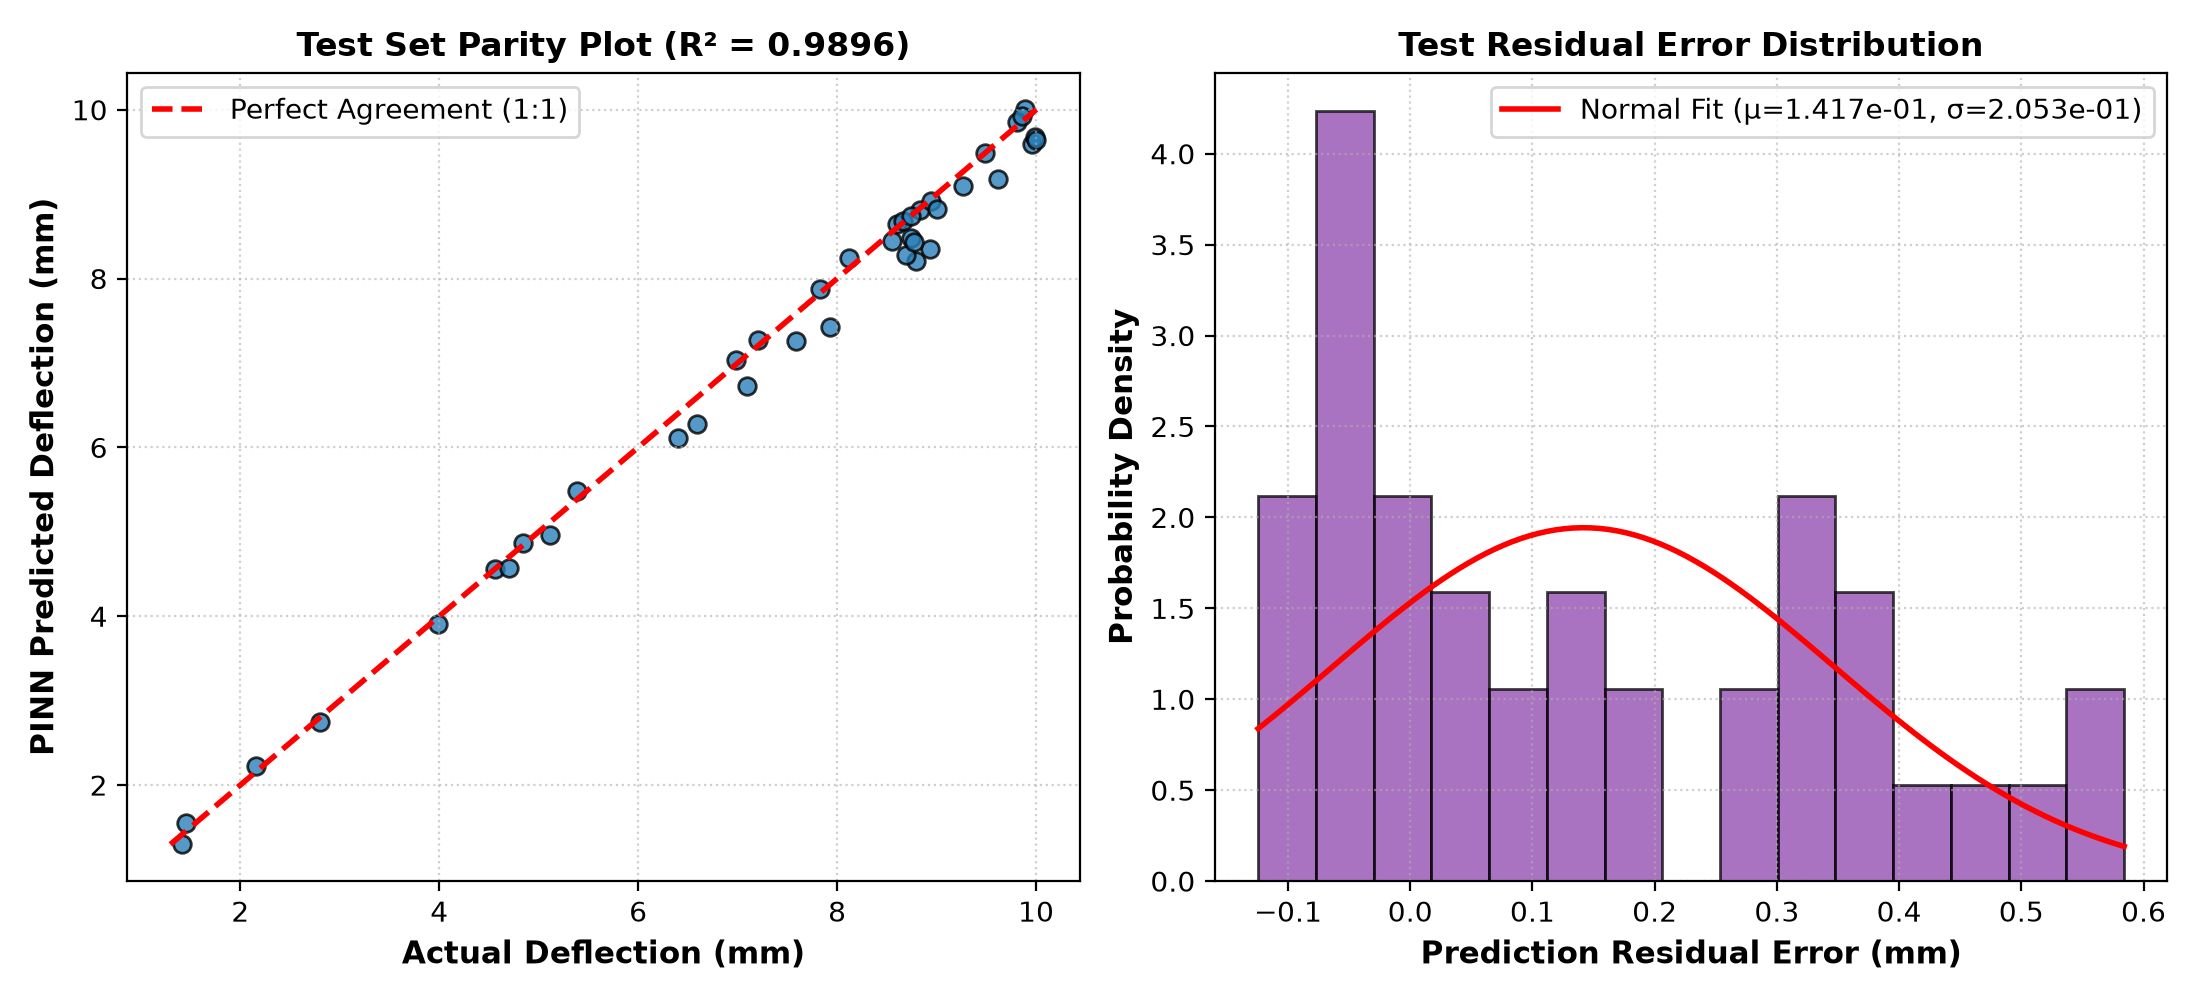 Test Set Parity Plot (R² = 0.9896)
Perfect Agreement (1:1)
10
8
6
4
2
PINN Predicted Deflection (mm)
2 4 6 8 10
Actual Deflection (mm)
Test Residual Error Distribution
Normal Fit (μ=1.417e-01, σ=2.053e-01)
4.0
3.5
3.0
2.5
2.0
1.5
1.0
0.5
0.0
Probability Density
−0.1 0.0 0.1 0.2 0.3 0.4 0.5 0.6
Prediction Residual Error (mm)